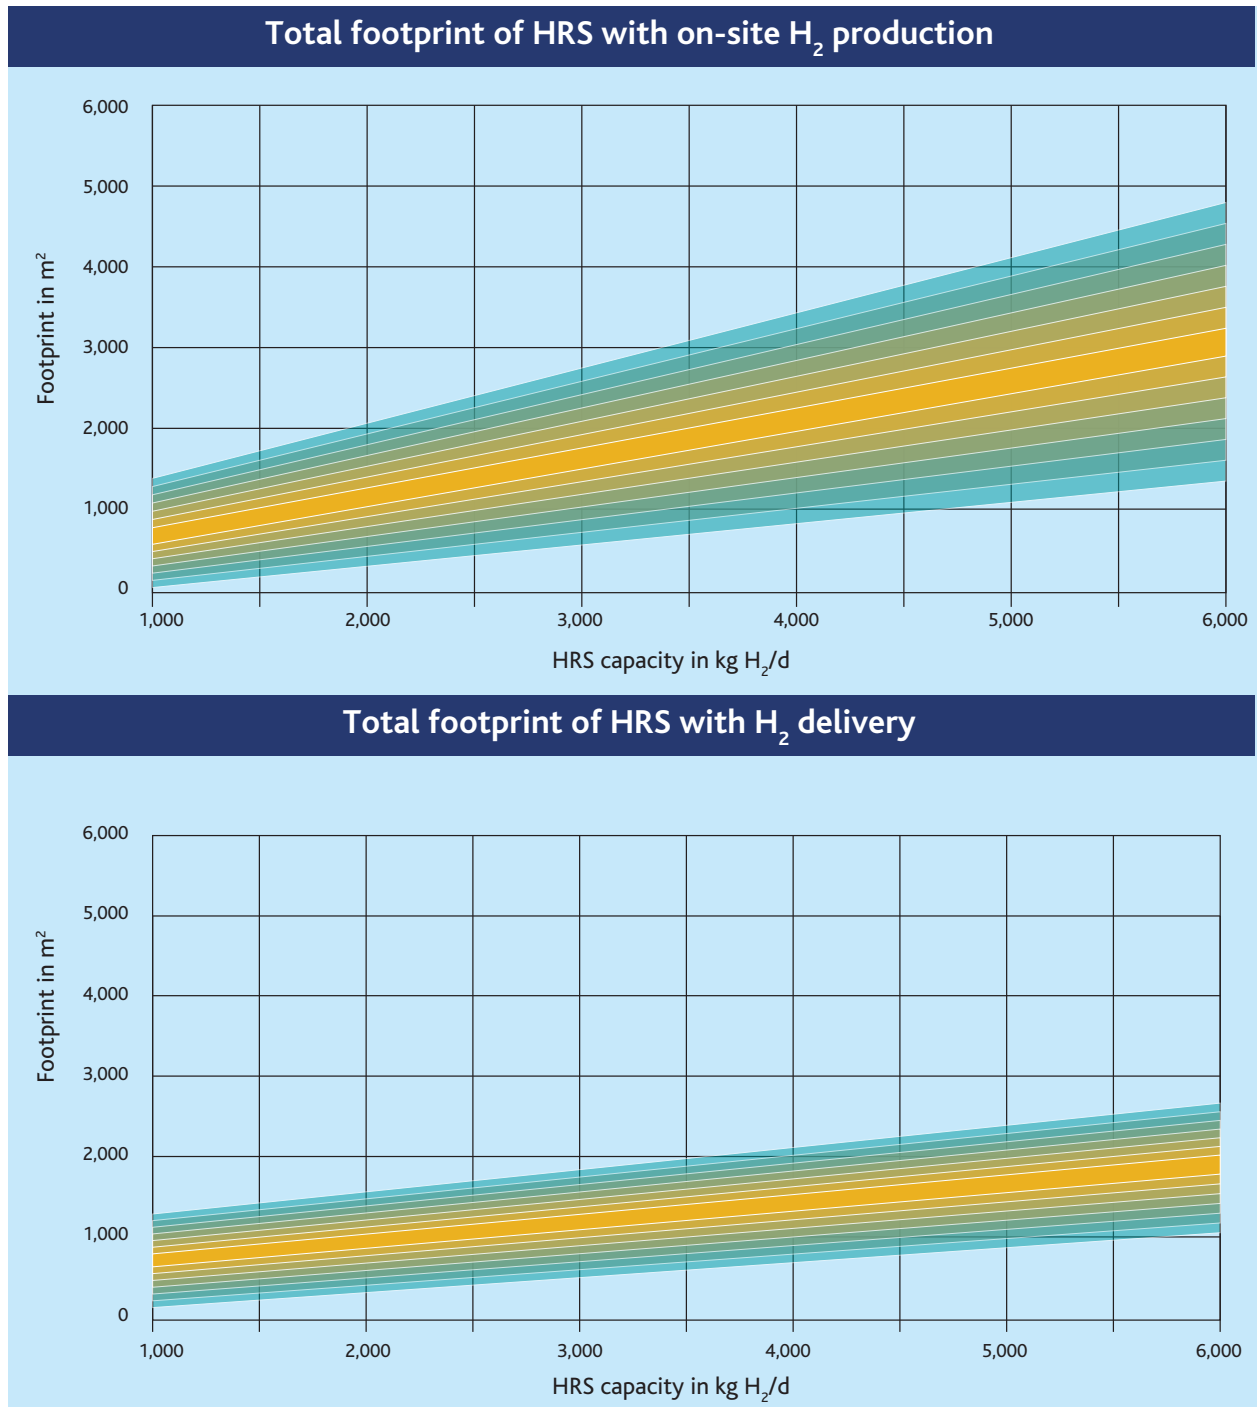 Total footprint of HRS with on-site H2 production
6,000
5,000
4,000
3,000
2,000
1,000
0
Footprint in m2
1,000 2,000 3,000 4,000 5,000 6,000
HRS capacity in kg H2/d
Total footprint of HRS with H2 delivery
6,000
5,000
4,000
3,000
2,000
1,000
0
Footprint in m2
1,000 2,000 3,000 4,000 5,000 6,000
HRS capacity in kg H2/d